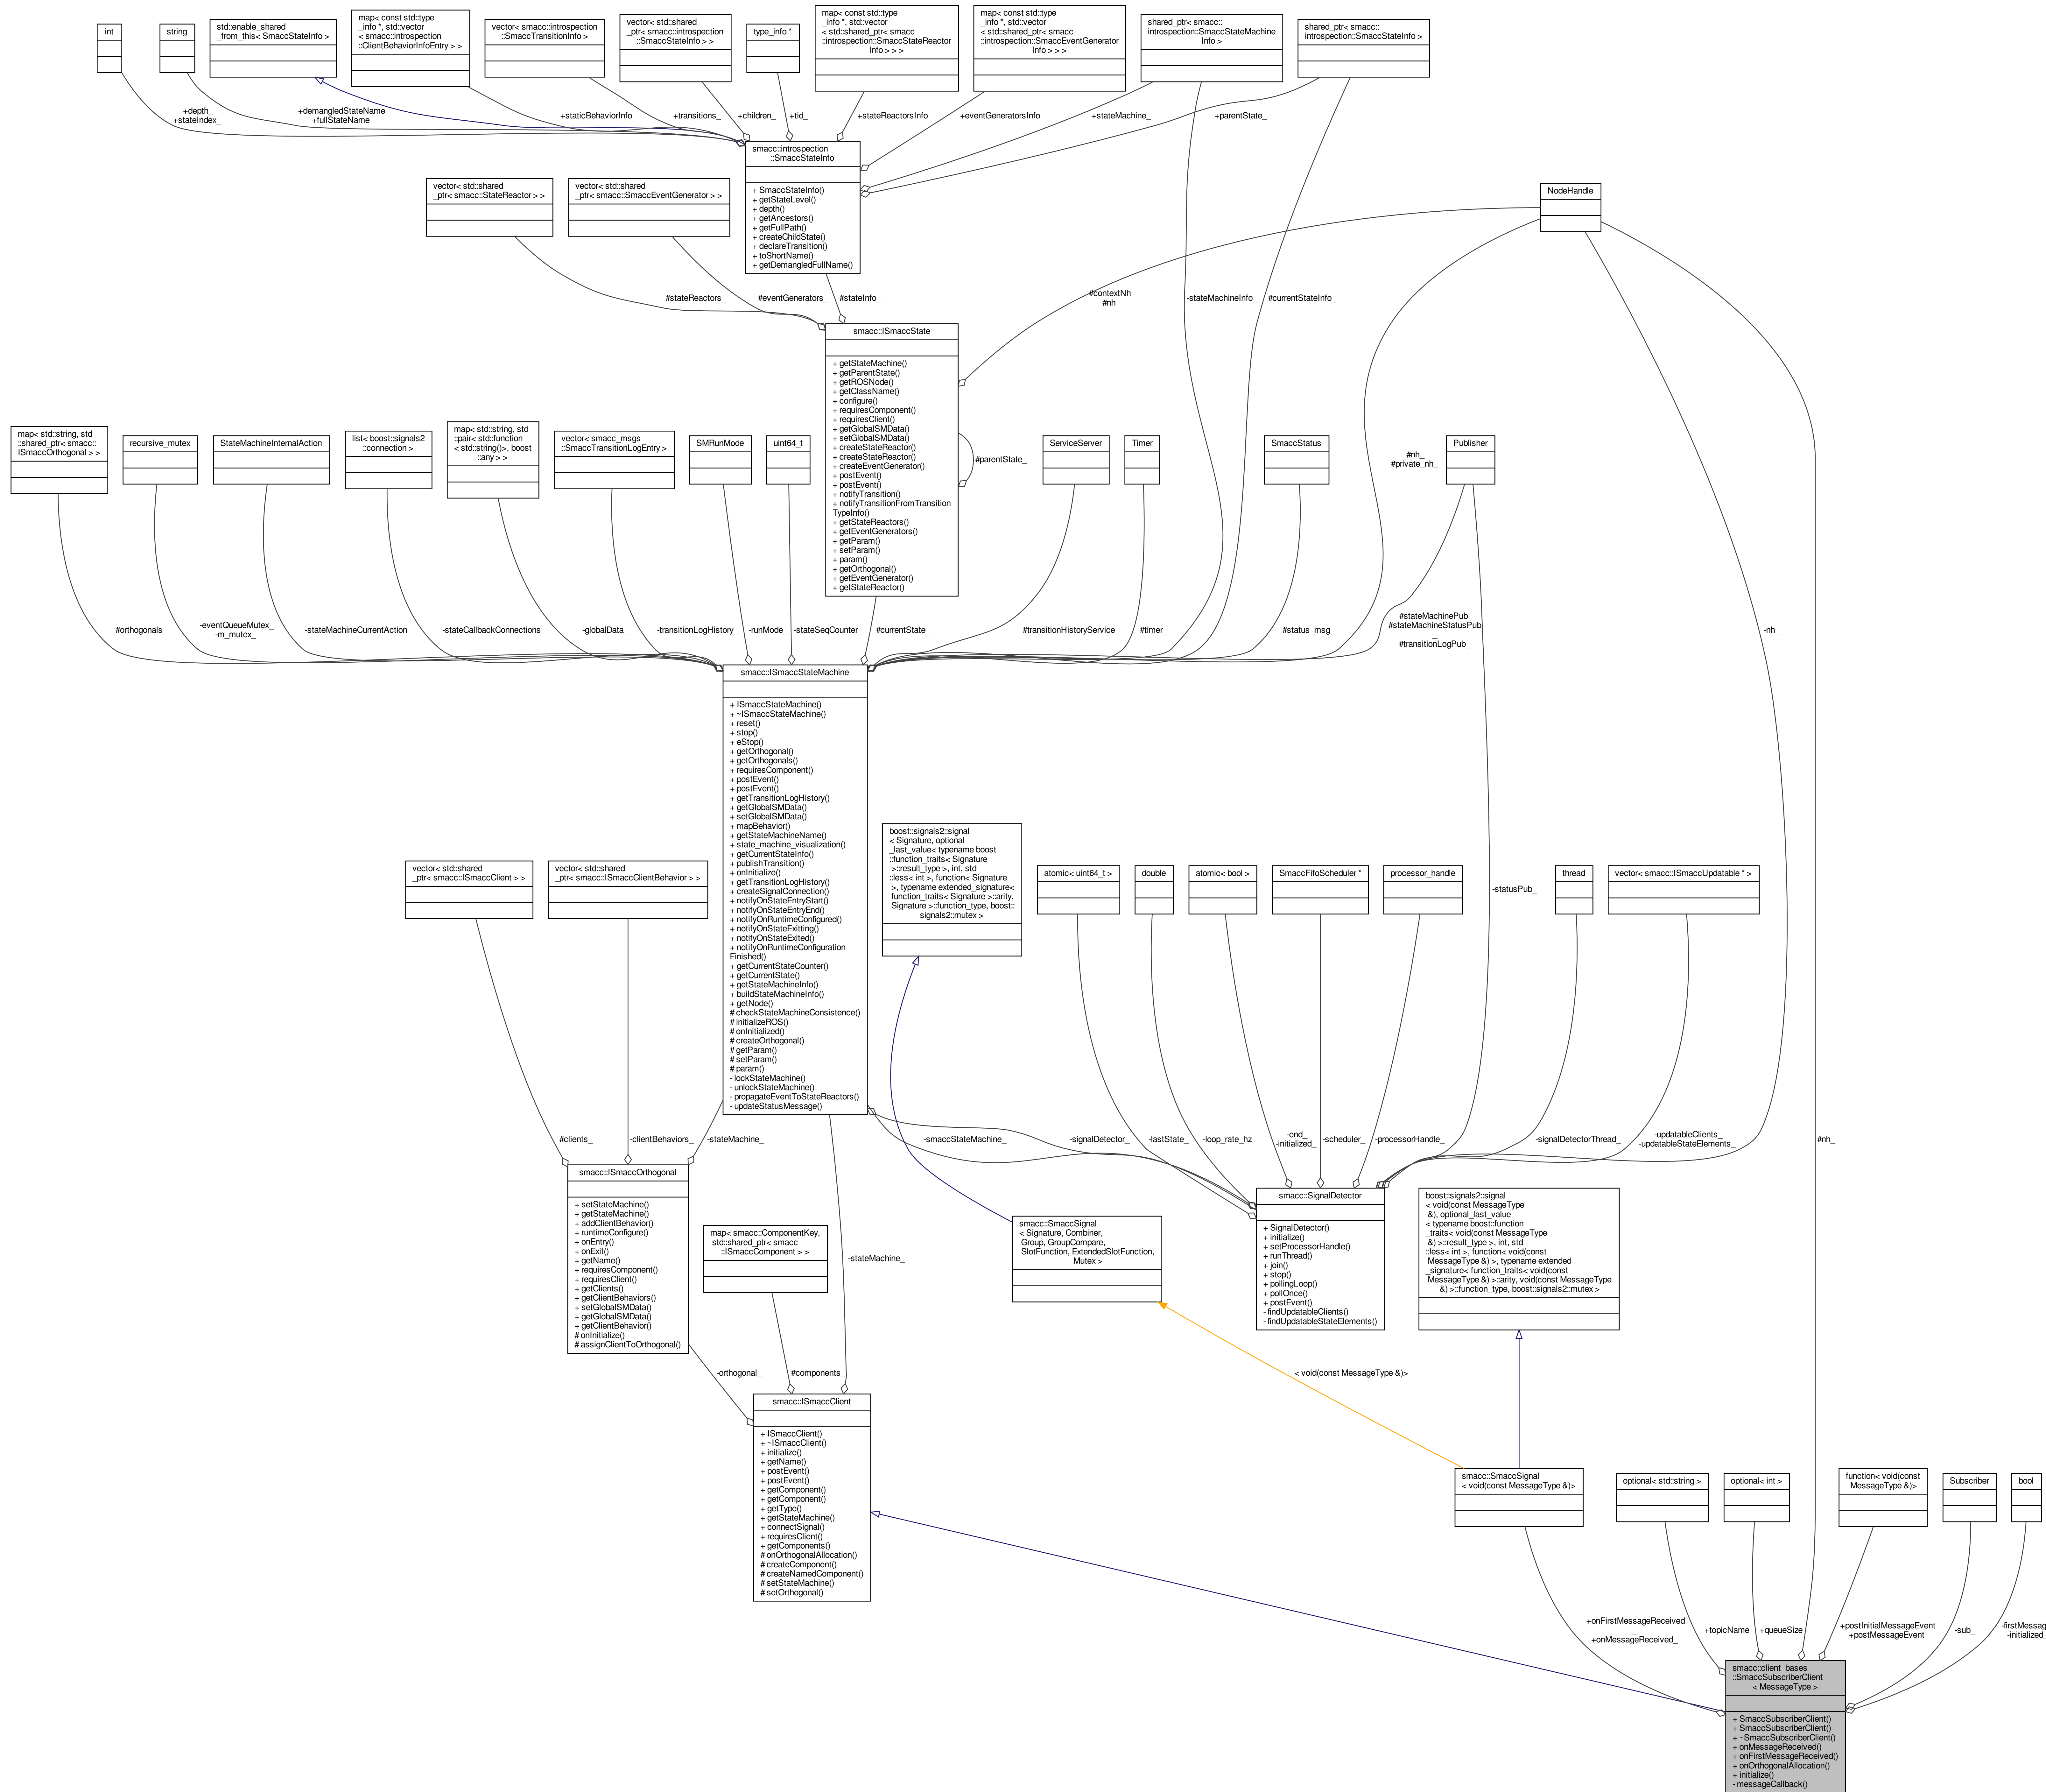 int
string
std::enable_shared
_from_this< SmaccStateInfo >
map< const std::type
_info *, std::vector
< smacc::introspection
::ClientBehaviorInfoEntry > >
vector< smacc::introspection
::SmaccTransitionInfo >
vector< std::shared
_ptr< smacc::introspection
::SmaccStateInfo > >
type_info *
map< const std::type
_info *, std::vector
< std::shared_ptr< smacc
::introspection::SmaccStateReactor
Info > > >
map< const std::type
_info *, std::vector
< std::shared_ptr< smacc
::introspection::SmaccEventGenerator
Info > > >
shared_ptr< smacc::
introspection::SmaccStateMachine
Info >
shared_ptr< smacc::
introspection::SmaccStateInfo >
+depth_
+stateIndex_
+demangledStateName
+fullStateName
+staticBehaviorInfo
+transitions_
+children_
+tid_
+stateReactorsInfo
+eventGeneratorsInfo
+stateMachine_
+parentState_
smacc::introspection
::SmaccStateInfo
+ SmaccStateInfo()
+ getStateLevel()
+ depth()
+ getAncestors()
+ getFullPath()
+ createChildState()
+ declareTransition()
+ toShortName()
+ getDemangledFullName()
vector< std::shared
_ptr< smacc::StateReactor > >
vector< std::shared
_ptr< smacc::SmaccEventGenerator > >
NodeHandle
#stateReactors_
#eventGenerators_
#stateInfo_
#contextNh
#nh
-stateMachineInfo_
#currentStateInfo_
smacc::ISmaccState
+ getStateMachine()
+ getParentState()
+ getROSNode()
+ getClassName()
+ configure()
+ requiresComponent()
+ requiresClient()
+ getGlobalSMData()
+ setGlobalSMData()
+ createStateReactor()
+ createStateReactor()
+ createEventGenerator()
+ postEvent()
+ postEvent()
+ notifyTransition()
+ notifyTransitionFromTransition
TypeInfo()
+ getStateReactors()
+ getEventGenerators()
+ getParam()
+ setParam()
+ param()
+ getOrthogonal()
+ getEventGenerator()
+ getStateReactor()
#parentState_
map< std::string, std
::shared_ptr< smacc::
ISmaccOrthogonal > >
recursive_mutex
StateMachineInternalAction
list< boost::signals2
::connection >
map< std::string, std
::pair< std::function
< std::string()>, boost
::any > >
vector< smacc_msgs
::SmaccTransitionLogEntry >
SMRunMode
uint64_t
ServiceServer
Timer
SmaccStatus
#nh_
#private_nh_
Publisher
#orthogonals_
-eventQueueMutex_
-m_mutex_
-stateMachineCurrentAction
-stateCallbackConnections
-globalData_
-transitionLogHistory_
-runMode_
-stateSeqCounter_
#currentState_
#transitionHistoryService_
#timer_
#status_msg_
#stateMachinePub_
#stateMachineStatusPub
_
#transitionLogPub_
-nh_
smacc::ISmaccStateMachine
+ ISmaccStateMachine()
+ ~ISmaccStateMachine()
+ reset()
+ stop()
+ eStop()
+ getOrthogonal()
+ getOrthogonals()
+ requiresComponent()
+ postEvent()
+ postEvent()
+ getTransitionLogHistory()
+ getGlobalSMData()
+ setGlobalSMData()
+ mapBehavior()
+ getStateMachineName()
+ state_machine_visualization()
+ getCurrentStateInfo()
+ publishTransition()
+ onInitialize()
+ getTransitionLogHistory()
+ createSignalConnection()
+ notifyOnStateEntryStart()
+ notifyOnStateEntryEnd()
+ notifyOnRuntimeConfigured()
+ notifyOnStateExitting()
+ notifyOnStateExited()
+ notifyOnRuntimeConfiguration
Finished()
+ getCurrentStateCounter()
+ getCurrentState()
+ getStateMachineInfo()
+ buildStateMachineInfo()
+ getNode()
# checkStateMachineConsistence()
# initializeROS()
# onInitialized()
# createOrthogonal()
# getParam()
# setParam()
# param()
- lockStateMachine()
- unlockStateMachine()
- propagateEventToStateReactors()
- updateStatusMessage()
vector< std::shared
_ptr< smacc::ISmaccClient > >
vector< std::shared
_ptr< smacc::ISmaccClientBehavior > >
boost::signals2::signal
< Signature, optional
_last_value< typename boost
::function_traits< Signature
>::result_type >, int, std
::less< int >, function< Signature
>, typename extended_signature<
function_traits< Signature >::arity,
Signature >::function_type, boost::
signals2::mutex >
atomic< uint64_t >
double
atomic< bool >
SmaccFifoScheduler *
processor_handle
-statusPub_
thread
vector< smacc::ISmaccUpdatable * >
#clients_
-clientBehaviors_
-stateMachine_
-smaccStateMachine_
-signalDetector_
-lastState_
-loop_rate_hz
-end_
-initialized_
-scheduler_
-processorHandle_
-signalDetectorThread_
-updatableClients_
-updatableStateElements_
#nh_
smacc::ISmaccOrthogonal
+ setStateMachine()
+ getStateMachine()
+ addClientBehavior()
+ runtimeConfigure()
+ onEntry()
+ onExit()
+ getName()
+ requiresComponent()
+ requiresClient()
+ getClients()
+ getClientBehaviors()
+ setGlobalSMData()
+ getGlobalSMData()
+ getClientBehavior()
# onInitialize()
# assignClientToOrthogonal()
map< smacc::ComponentKey,
std::shared_ptr< smacc
::ISmaccComponent > >
-stateMachine_
smacc::SmaccSignal
< Signature, Combiner,
Group, GroupCompare,
SlotFunction, ExtendedSlotFunction,
Mutex >
smacc::SignalDetector
+ SignalDetector()
+ initialize()
+ setProcessorHandle()
+ runThread()
+ join()
+ stop()
+ pollingLoop()
+ pollOnce()
+ postEvent()
- findUpdatableClients()
- findUpdatableStateElements()
boost::signals2::signal
< void(const MessageType
&), optional_last_value
< typename boost::function
_traits< void(const MessageType
&) >::result_type >, int, std
::less< int >, function< void(const
MessageType &) >, typename extended
_signature< function_traits< void(const
MessageType &) >::arity, void(const MessageType
&) >::function_type, boost::signals2::mutex >
-orthogonal_
#components_
< void(const MessageType &)>
smacc::ISmaccClient
+ ISmaccClient()
+ ~ISmaccClient()
+ initialize()
+ getName()
+ postEvent()
+ postEvent()
+ getComponent()
+ getComponent()
+ getType()
+ getStateMachine()
+ connectSignal()
+ requiresClient()
+ getComponents()
# onOrthogonalAllocation()
# createComponent()
# createNamedComponent()
# setStateMachine()
# setOrthogonal()
smacc::SmaccSignal
< void(const MessageType &)>
optional< std::string >
optional< int >
function< void(const
MessageType &)>
Subscriber
bool
+onFirstMessageReceived
_
+onMessageReceived_
+topicName
+queueSize
+postInitialMessageEvent
+postMessageEvent
-sub_
-firstMessag
-initialized_
smacc::client_bases
::SmaccSubscriberClient
< MessageType >
+ SmaccSubscriberClient()
+ SmaccSubscriberClient()
+ ~SmaccSubscriberClient()
+ onMessageReceived()
+ onFirstMessageReceived()
+ onOrthogonalAllocation()
+ initialize()
- messageCallback()